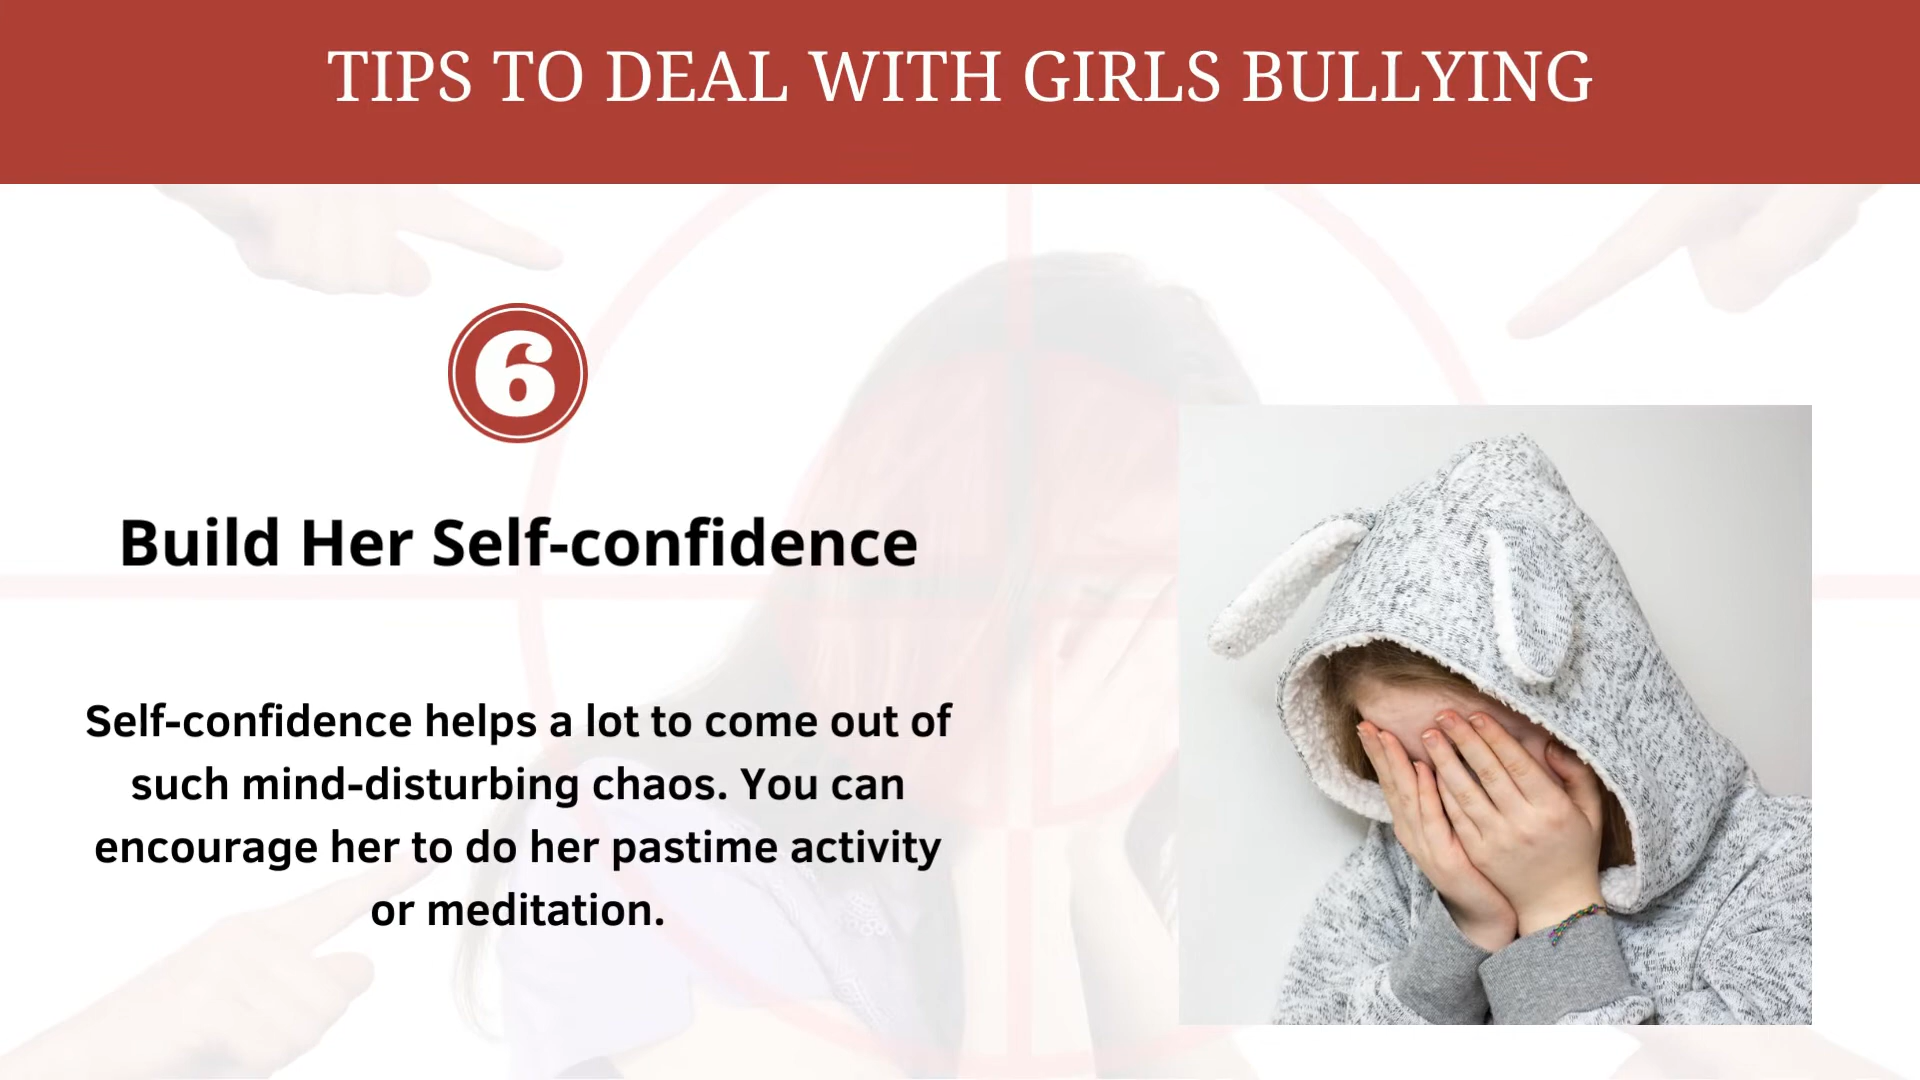 TIPS TO DEAL WITH GIRLS BULLYING
6
Build Her Self-confidence
Self-confidence helps a lot to come out of
such mind-disturbing chaos. You can
encourage her to do her pastime activity
or meditation.